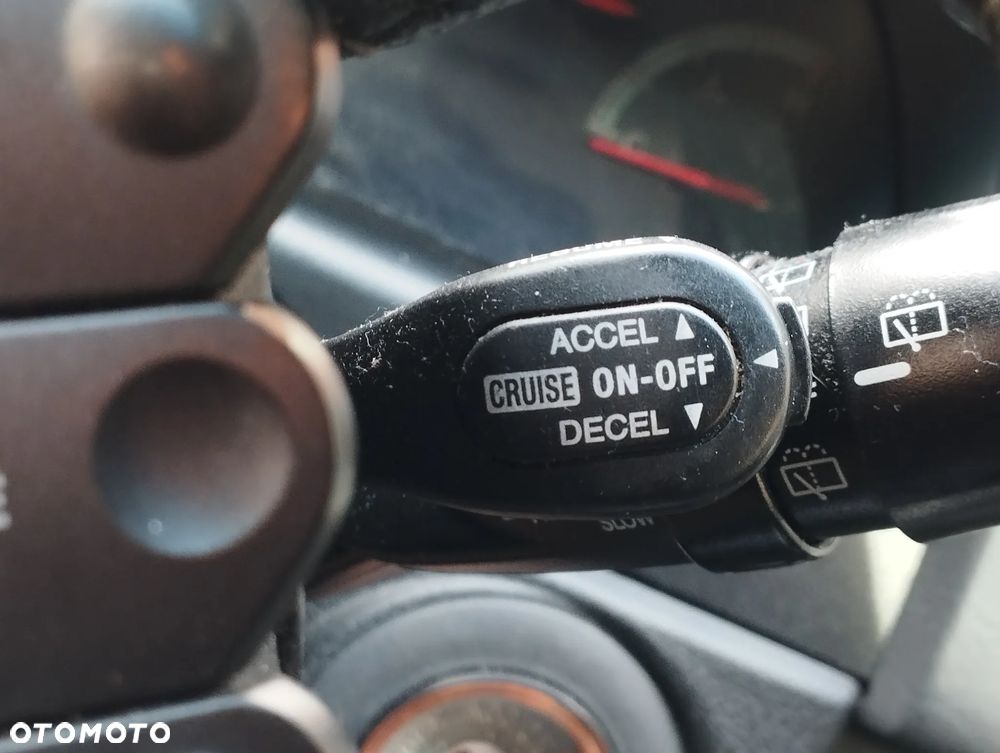 ACCEL ▲
CRUISE ON-OFF
DECEL ▼
SLOW
OTOMOTO